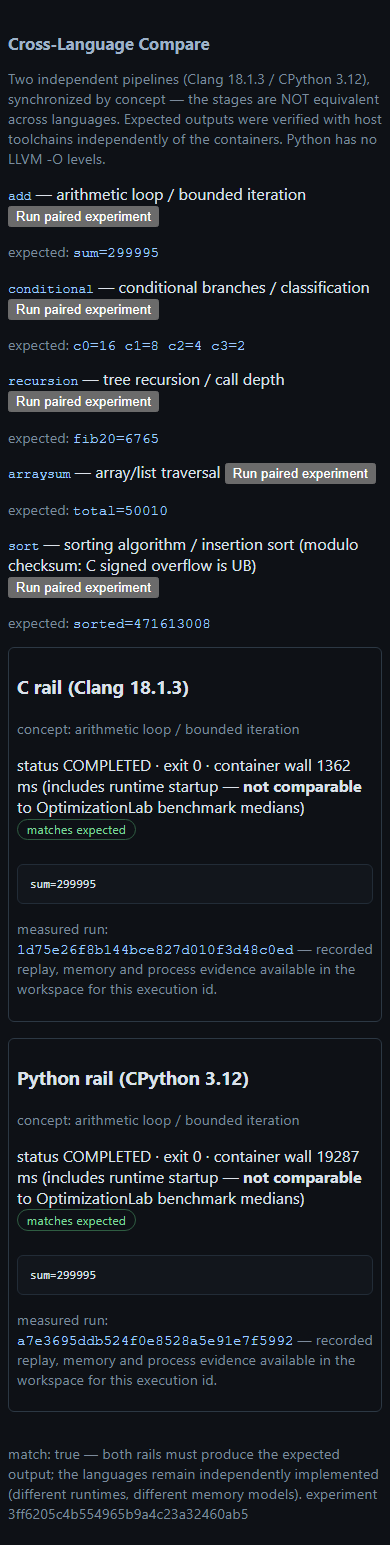 Cross-Language Compare
Two independent pipelines (Clang 18.1.3 / CPython 3.12),
synchronized by concept — the stages are NOT equivalent
across languages. Expected outputs were verified with host
toolchains independently of the containers. Python has no
LLVM -O levels.
add — arithmetic loop / bounded iteration
Run paired experiment
expected: sum=299995
conditional — conditional branches / classification
Run paired experiment
expected: c0=16 c1=8 c2=4 c3=2
recursion — tree recursion / call depth
Run paired experiment
expected: fib20=6765
arraysum — array/list traversal Run paired experiment
expected: total=50010
sort — sorting algorithm / insertion sort (modulo
checksum: C signed overflow is UB)
Run paired experiment
expected: sorted=471613008
C rail (Clang 18.1.3)
concept: arithmetic loop / bounded iteration
status COMPLETED · exit 0 · container wall 1362
ms (includes runtime startup — not comparable
to OptimizationLab benchmark medians)
matches expected
sum=299995
measured run:
1d75e26f8b144bce827d010f3d48c0ed — recorded
replay, memory and process evidence available in the
workspace for this execution id.
Python rail (CPython 3.12)
concept: arithmetic loop / bounded iteration
status COMPLETED · exit 0 · container wall 19287
ms (includes runtime startup — not comparable
to OptimizationLab benchmark medians)
matches expected
sum=299995
measured run:
a7e3695ddb524f0e8528a5e91e7f5992 — recorded
replay, memory and process evidence available in the
workspace for this execution id.
match: true — both rails must produce the expected
output; the languages remain independently implemented
(different runtimes, different memory models). experiment
3ff6205c4b554965b9a4c23a32460ab5